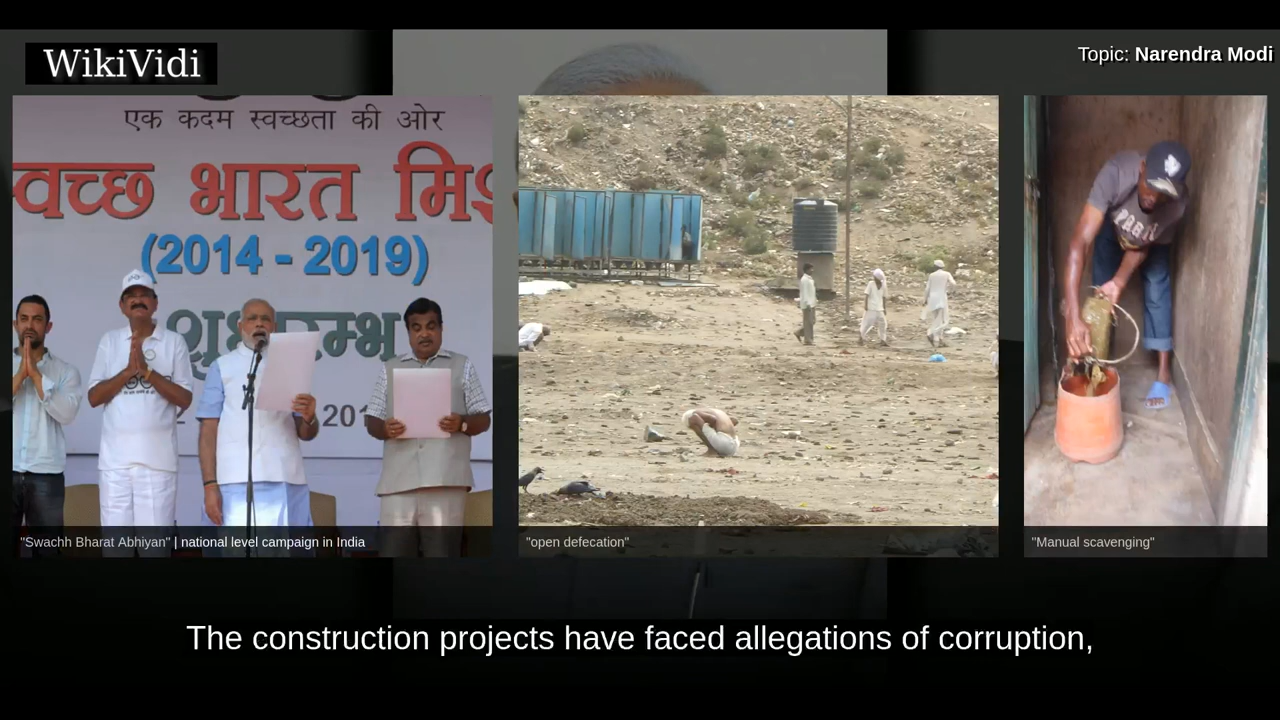 WikiVidi
Topic: Narendra Modi
एक कदम स्वच्छता की ओर
वच्छ भारत
(2014 - 2019)
शुभारम्भ
"Swachh Bharat Abhiyan" | national level campaign in India
"open defecation"
"Manual scavenging"
The construction projects have faced allegations of corruption,